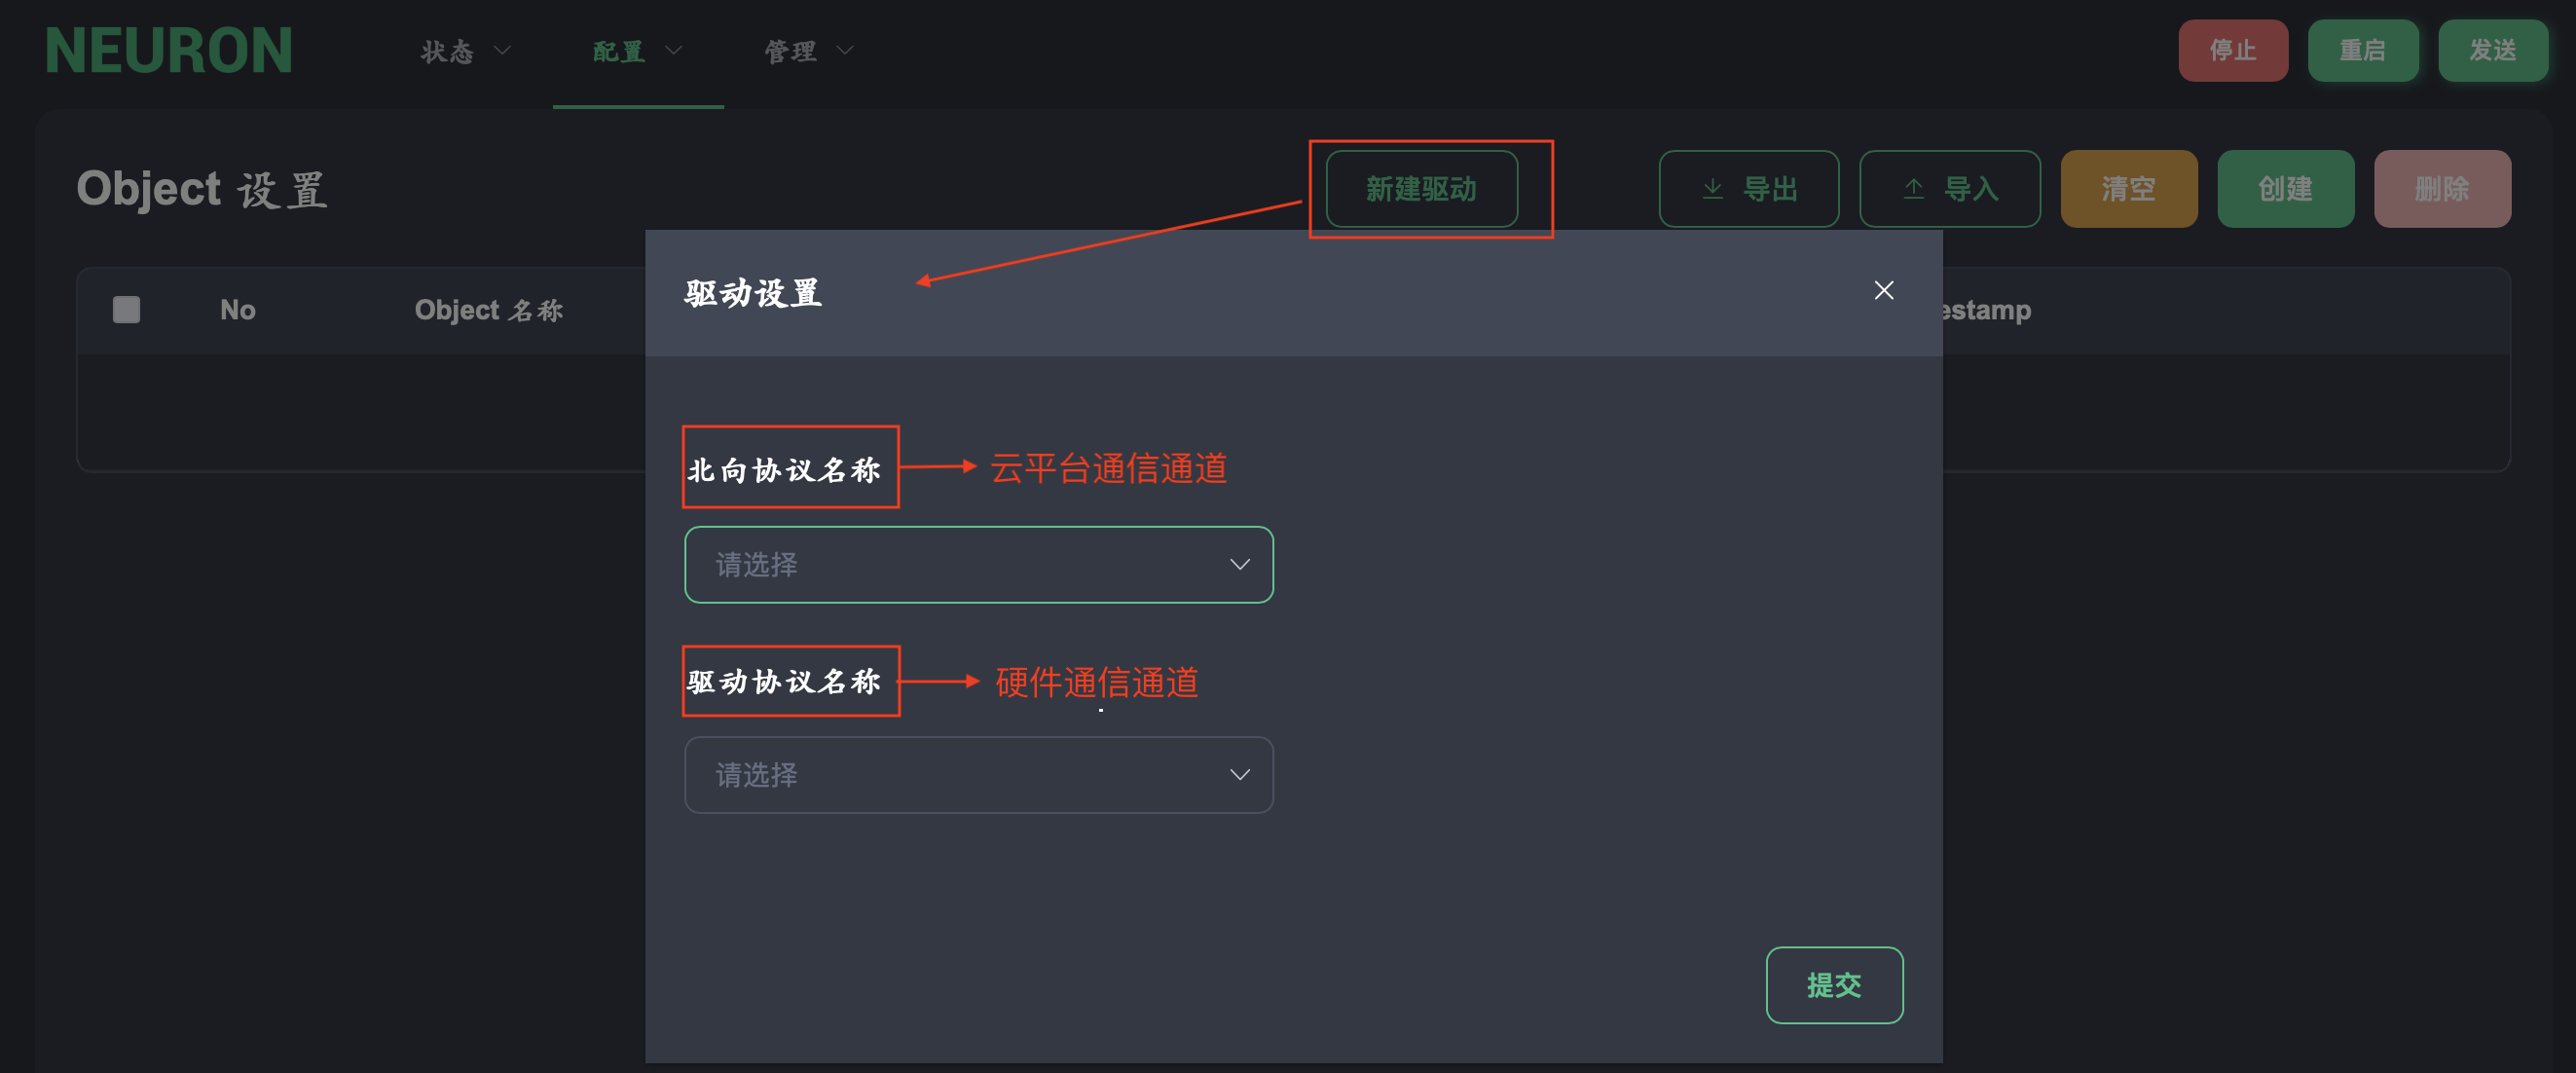 NEURON 状态 配置 管理 停止 重启 发送
Object 设置 新建驱动 导出 导入 清空 创建 删除
驱动设置
No Object 名称 estamp
北向协议名称 云平台通信通道
请选择
驱动协议名称 硬件通信通道
请选择
提交